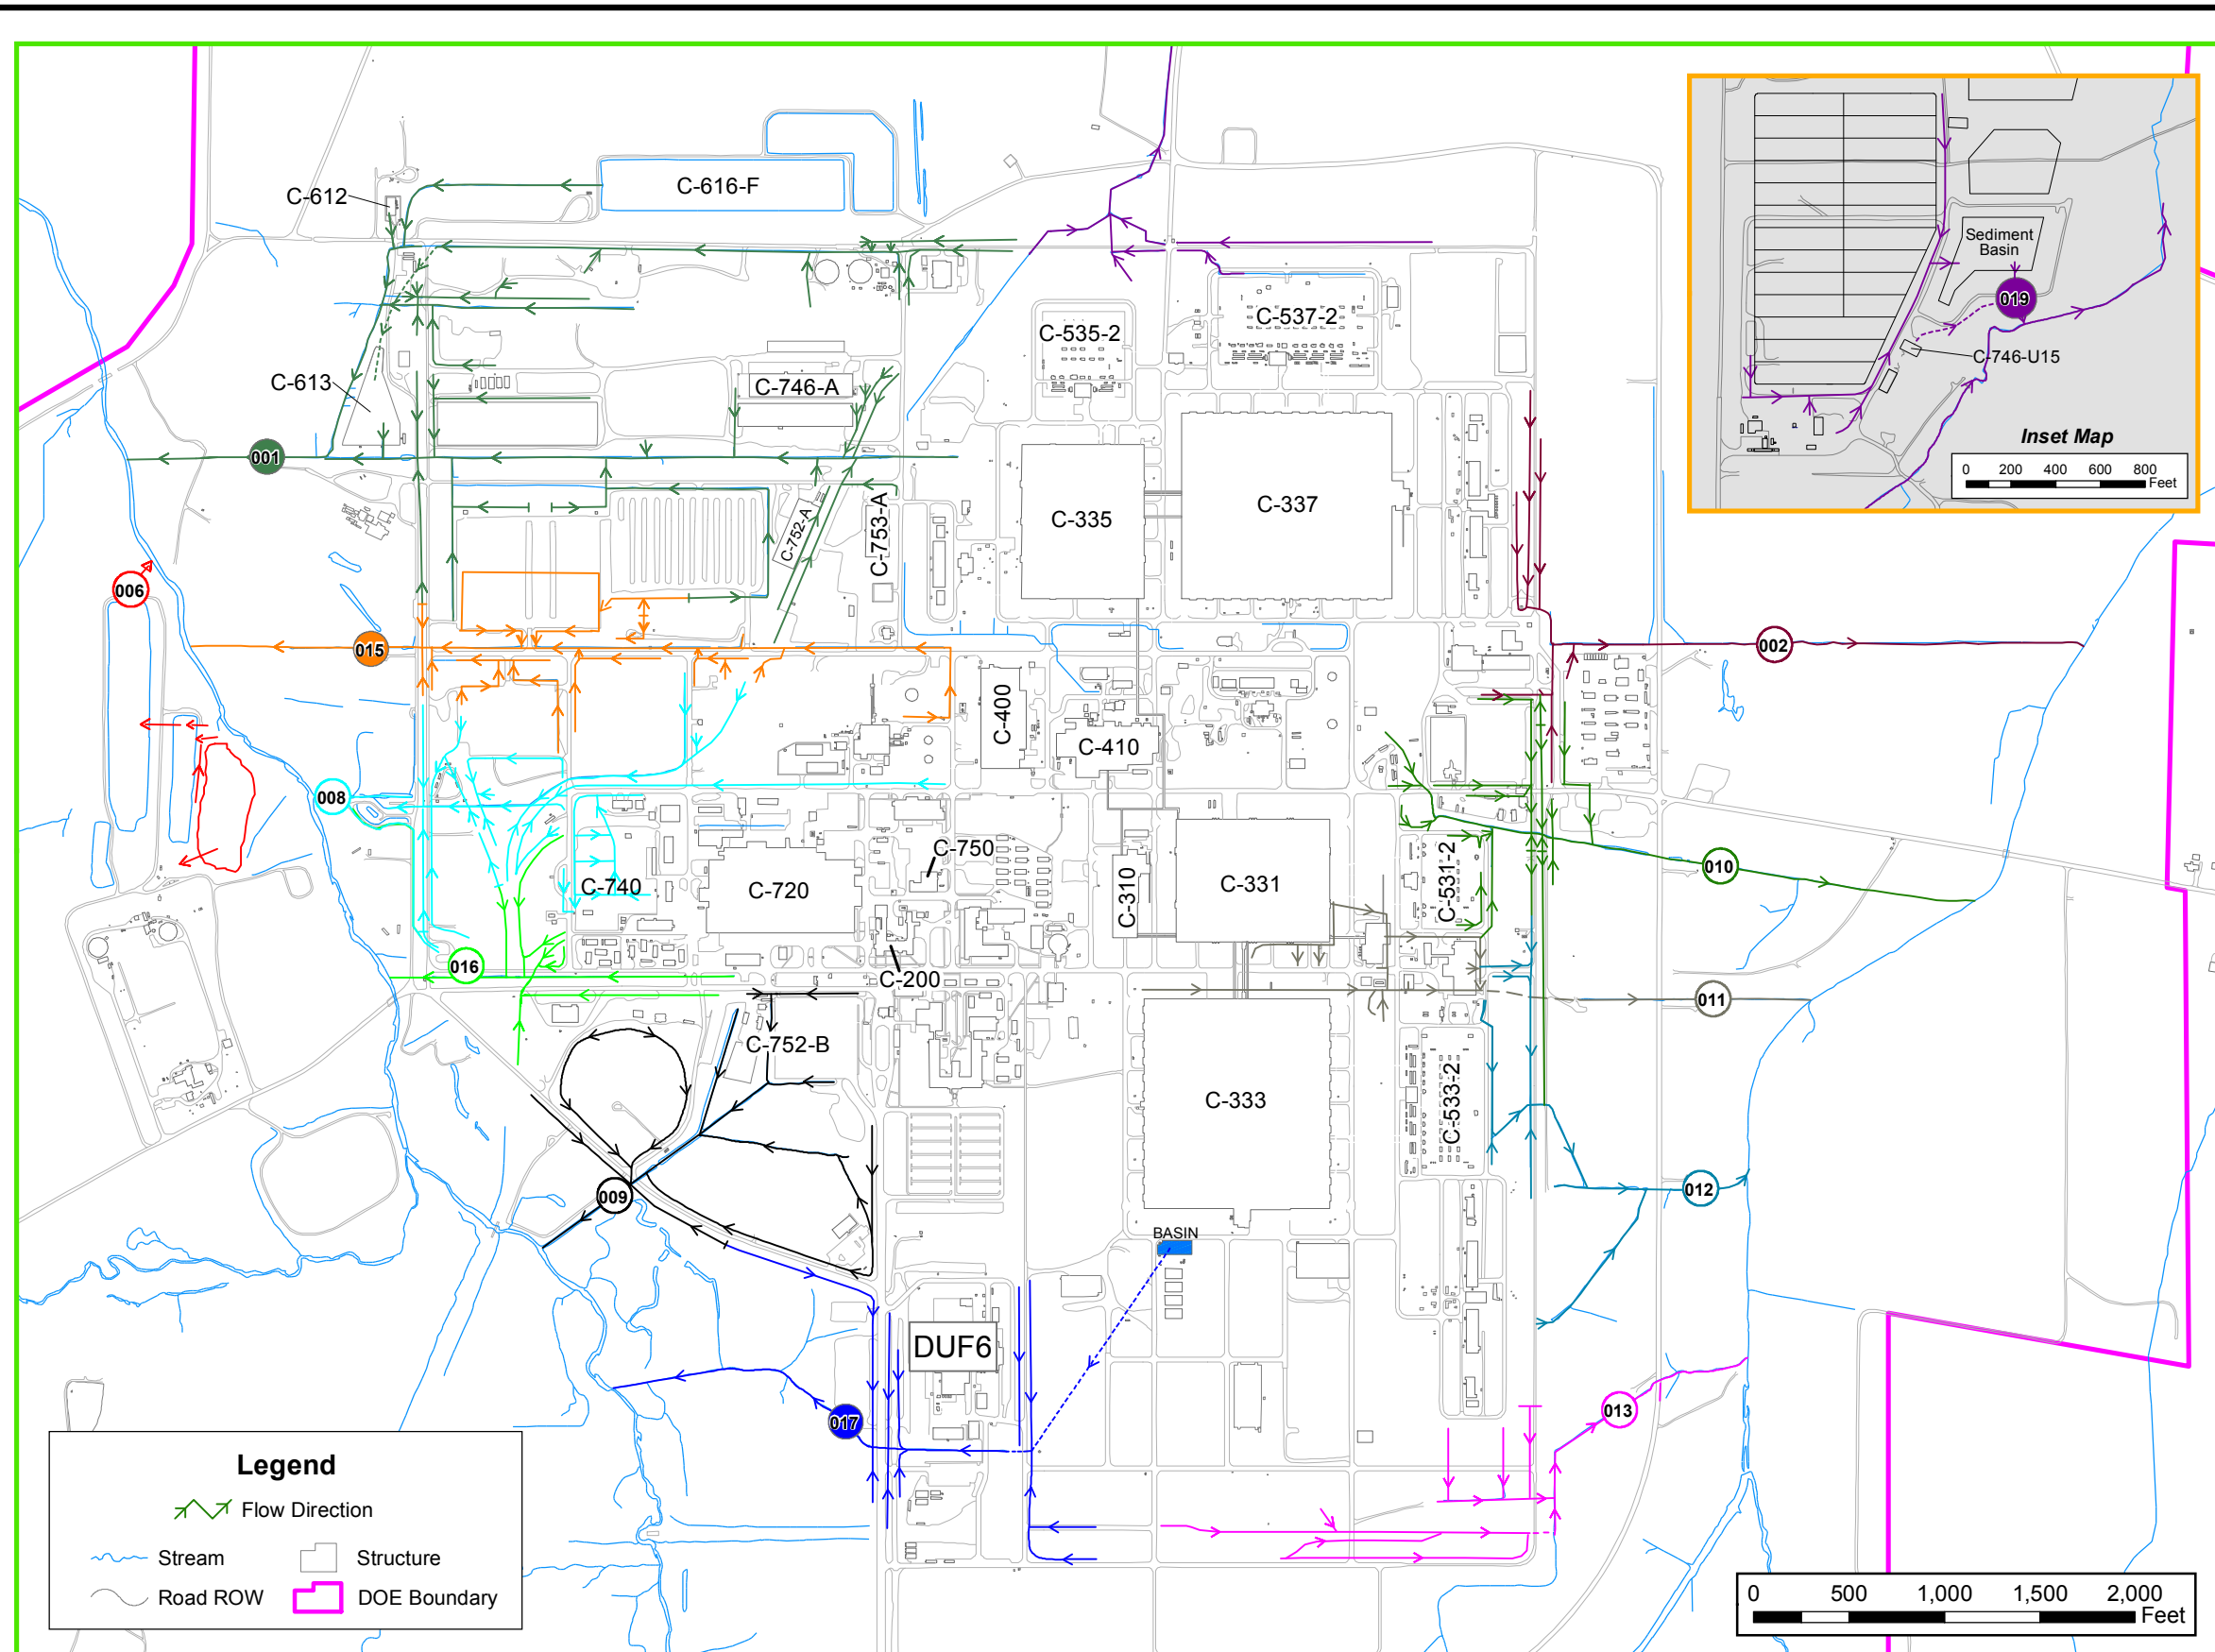 C-612
C-616-F
C-535-2
C-537-2
Sediment
Basin
019
C-746-U15
Inset Map
0 200 400 600 800
Feet
C-613
C-746-A
001
C-335
C-337
C-752-A
C-753-A
006
015
002
C-400
C-410
008
C-750
C-740
C-720
C-310
C-331
C-531-2
010
016
C-200
011
C-752-B
C-333
C-533-2
009
012
BASIN
DUF6
017
013
Legend
Flow Direction
Stream
Structure
Road ROW
DOE Boundary
0 500 1,000 1,500 2,000
Feet